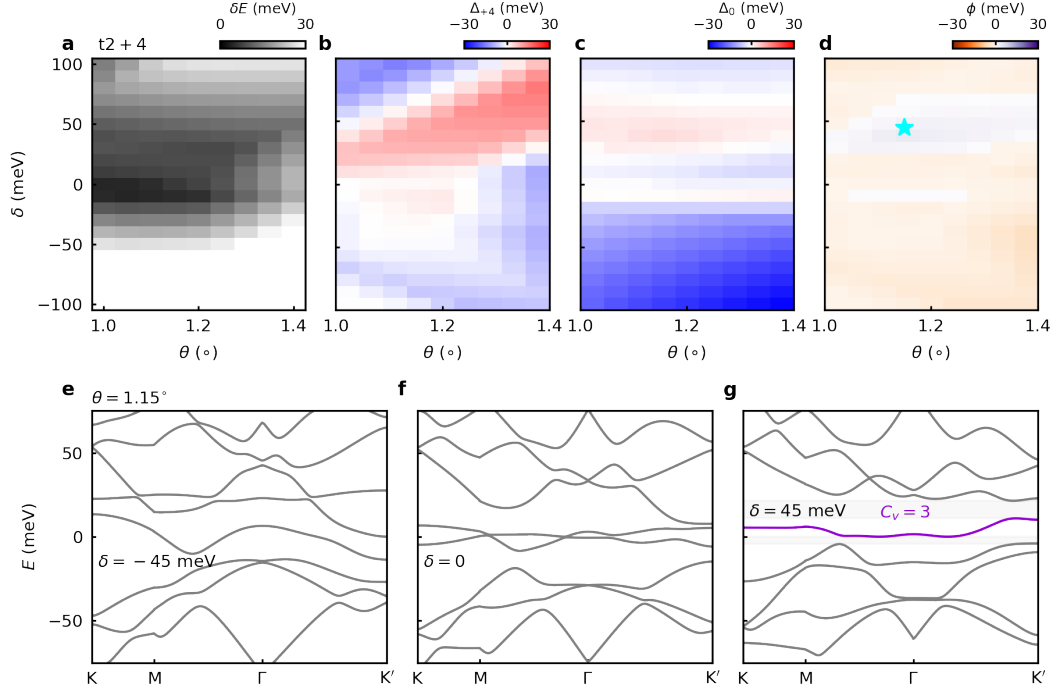 δE (meV)
0 30
Δ+4 (meV)
−30 0 30
Δ0 (meV)
−30 0 30
ϕ (meV)
−30 0 30
a t2 + 4 b c d
100
50
0
−50
−100
δ (meV)
1.0 1.2 1.4
θ (∘)
1.0 1.2 1.4
θ (∘)
1.0 1.2 1.4
θ (∘)
1.0 1.2 1.4
θ (∘)
e f g
θ = 1.15∘
50
0
−50
E (meV)
δ = − 45 meV
K M Γ K′
δ = 0
K M Γ K′
δ = 45 meV
Cv = 3
K M Γ K′